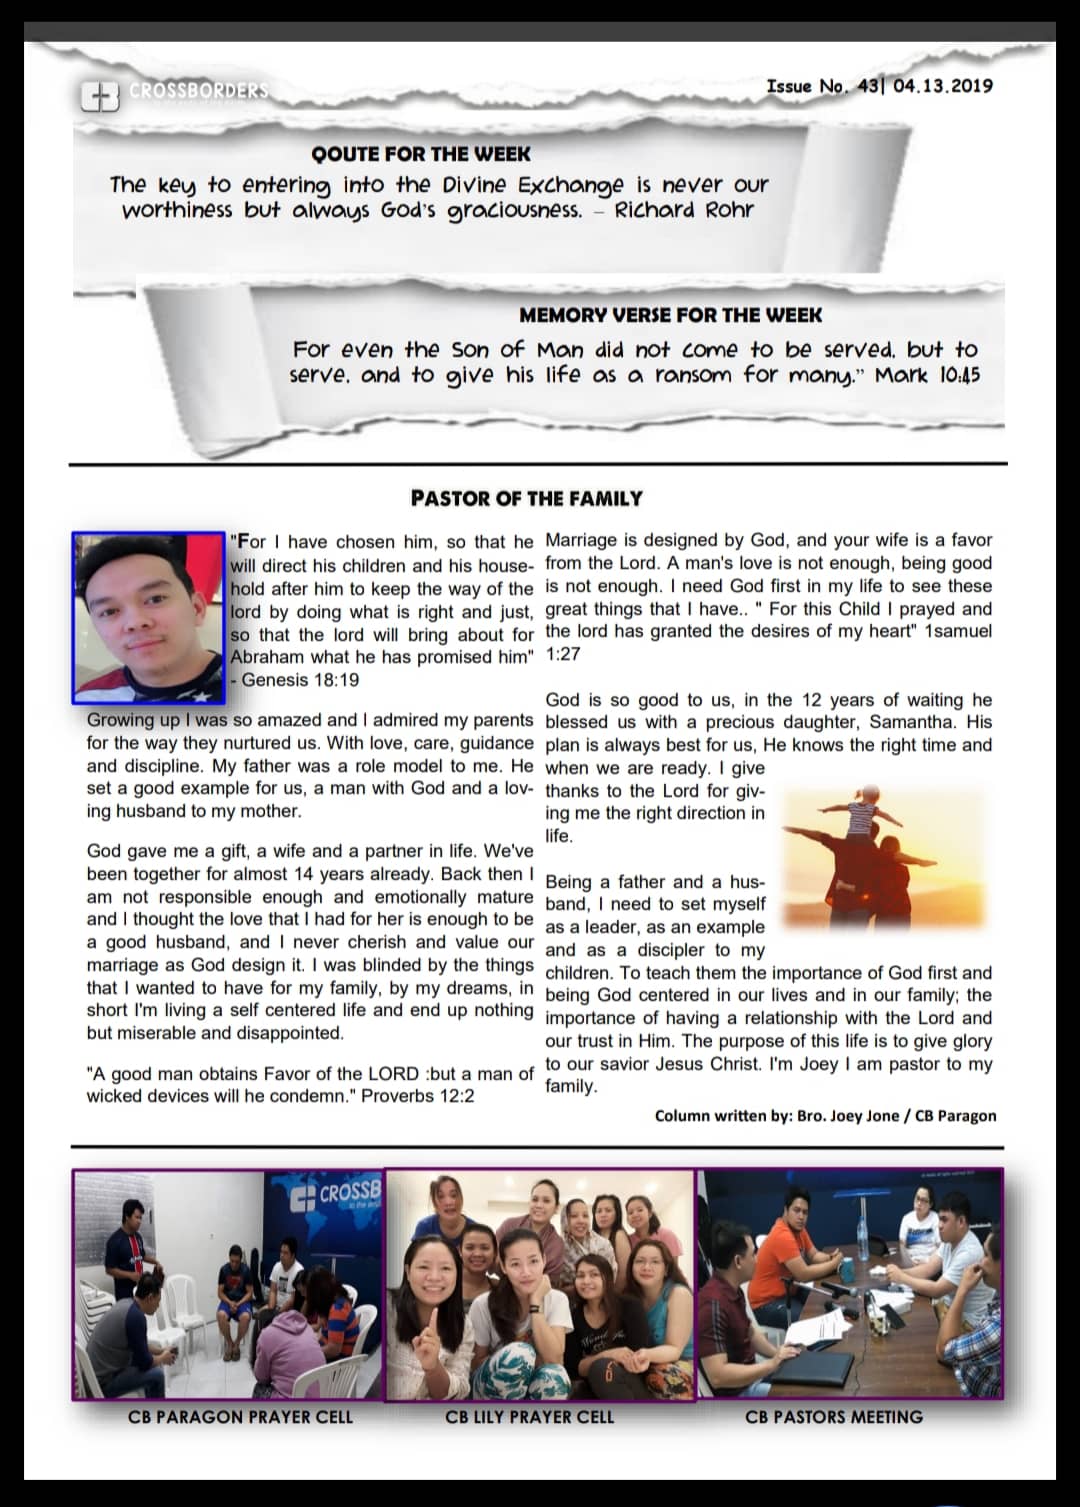 CROSSBORDERS
Issue No. 43| 04.13.2019
QOUTE FOR THE WEEK
The key to entering into the Divine Exchange is never our
worthiness but always God's graciousness. – Richard Rohr
MEMORY VERSE FOR THE WEEK
For even the Son of Man did not come to be served, but to
serve, and to give his life as a ransom for many.” Mark 10:45
PASTOR OF THE FAMILY
"For I have chosen him, so that he
will direct his children and his house-
hold after him to keep the way of the
lord by doing what is right and just,
so that the lord will bring about for
Abraham what he has promised him"
- Genesis 18:19
Growing up I was so amazed and I admired my parents
for the way they nurtured us. With love, care, guidance
and discipline. My father was a role model to me. He
set a good example for us, a man with God and a lov-
ing husband to my mother.
God gave me a gift, a wife and a partner in life. We've
been together for almost 14 years already. Back then I
am not responsible enough and emotionally mature
and I thought the love that I had for her is enough to be
a good husband, and I never cherish and value our
marriage as God design it. I was blinded by the things
that I wanted to have for my family, by my dreams, in
short I'm living a self centered life and end up nothing
but miserable and disappointed.
"A good man obtains Favor of the LORD :but a man of
wicked devices will he condemn." Proverbs 12:2
Marriage is designed by God, and your wife is a favor
from the Lord. A man's love is not enough, being good
is not enough. I need God first in my life to see these
great things that I have.. " For this Child I prayed and
the lord has granted the desires of my heart" 1samuel
1:27
God is so good to us, in the 12 years of waiting he
blessed us with a precious daughter, Samantha. His
plan is always best for us, He knows the right time and
when we are ready. I give
thanks to the Lord for giv-
ing me the right direction in
life.
Being a father and a hus-
band, I need to set myself
as a leader, as an example
and as a discipler to my
children. To teach them the importance of God first and
being God centered in our lives and in our family; the
importance of having a relationship with the Lord and
our trust in Him. The purpose of this life is to give glory
to our savior Jesus Christ. I'm Joey I am pastor to my
family.
Column written by: Bro. Joey Jone / CB Paragon
CROSSB
CB PARAGON PRAYER CELL
CB LILY PRAYER CELL
CB PASTORS MEETING